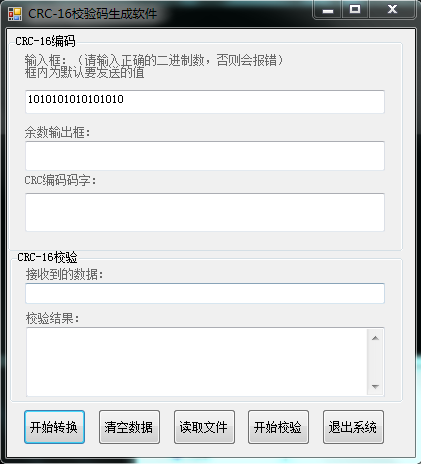 CRC-16校验码生成软件
CRC-16编码
输入框:（请输入正确的二进制数，否则会报错）
框内为默认要发送的值
1010101010101010
余数输出框:
CRC编码码字:
CRC-16校验
接收到的数据:
校验结果:
开始转换 清空数据 读取文件 开始校验 退出系统